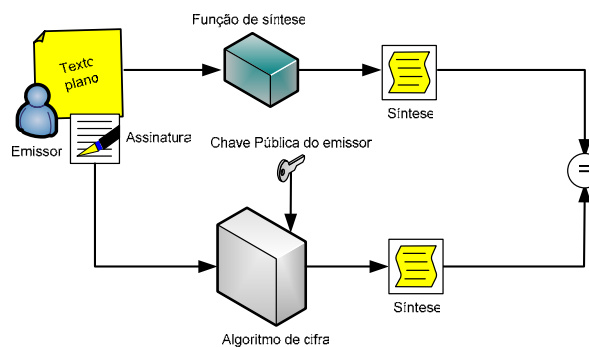 Função de síntese
Texto
plano
Síntese
Emissor
Assinatura
Chave Pública do emissor
=
Síntese
Algoritmo de cifra